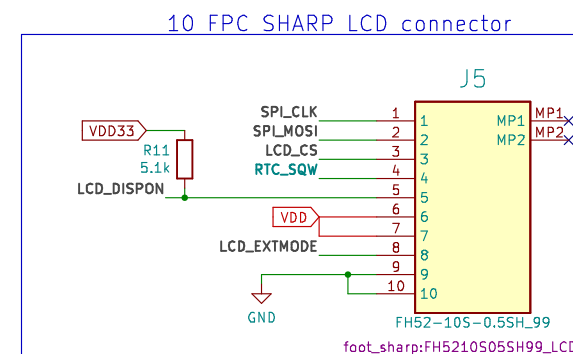 10 FPC SHARP LCD connector
J5
SPI_CLK 1 1 MP1 MP1
VDD33 SPI_MOSI 2 2 MP2 MP2
R11 LCD_CS 3 3
5.1k RTC_SQW 4 4
LCD_DISPON 5 5
VDD 6 6
7 7
LCD_EXTMODE 8 8
9 9
10 10
GND
FH52-10S-0.5SH_99
foot_sharp:FH5210S05SH99_LCD